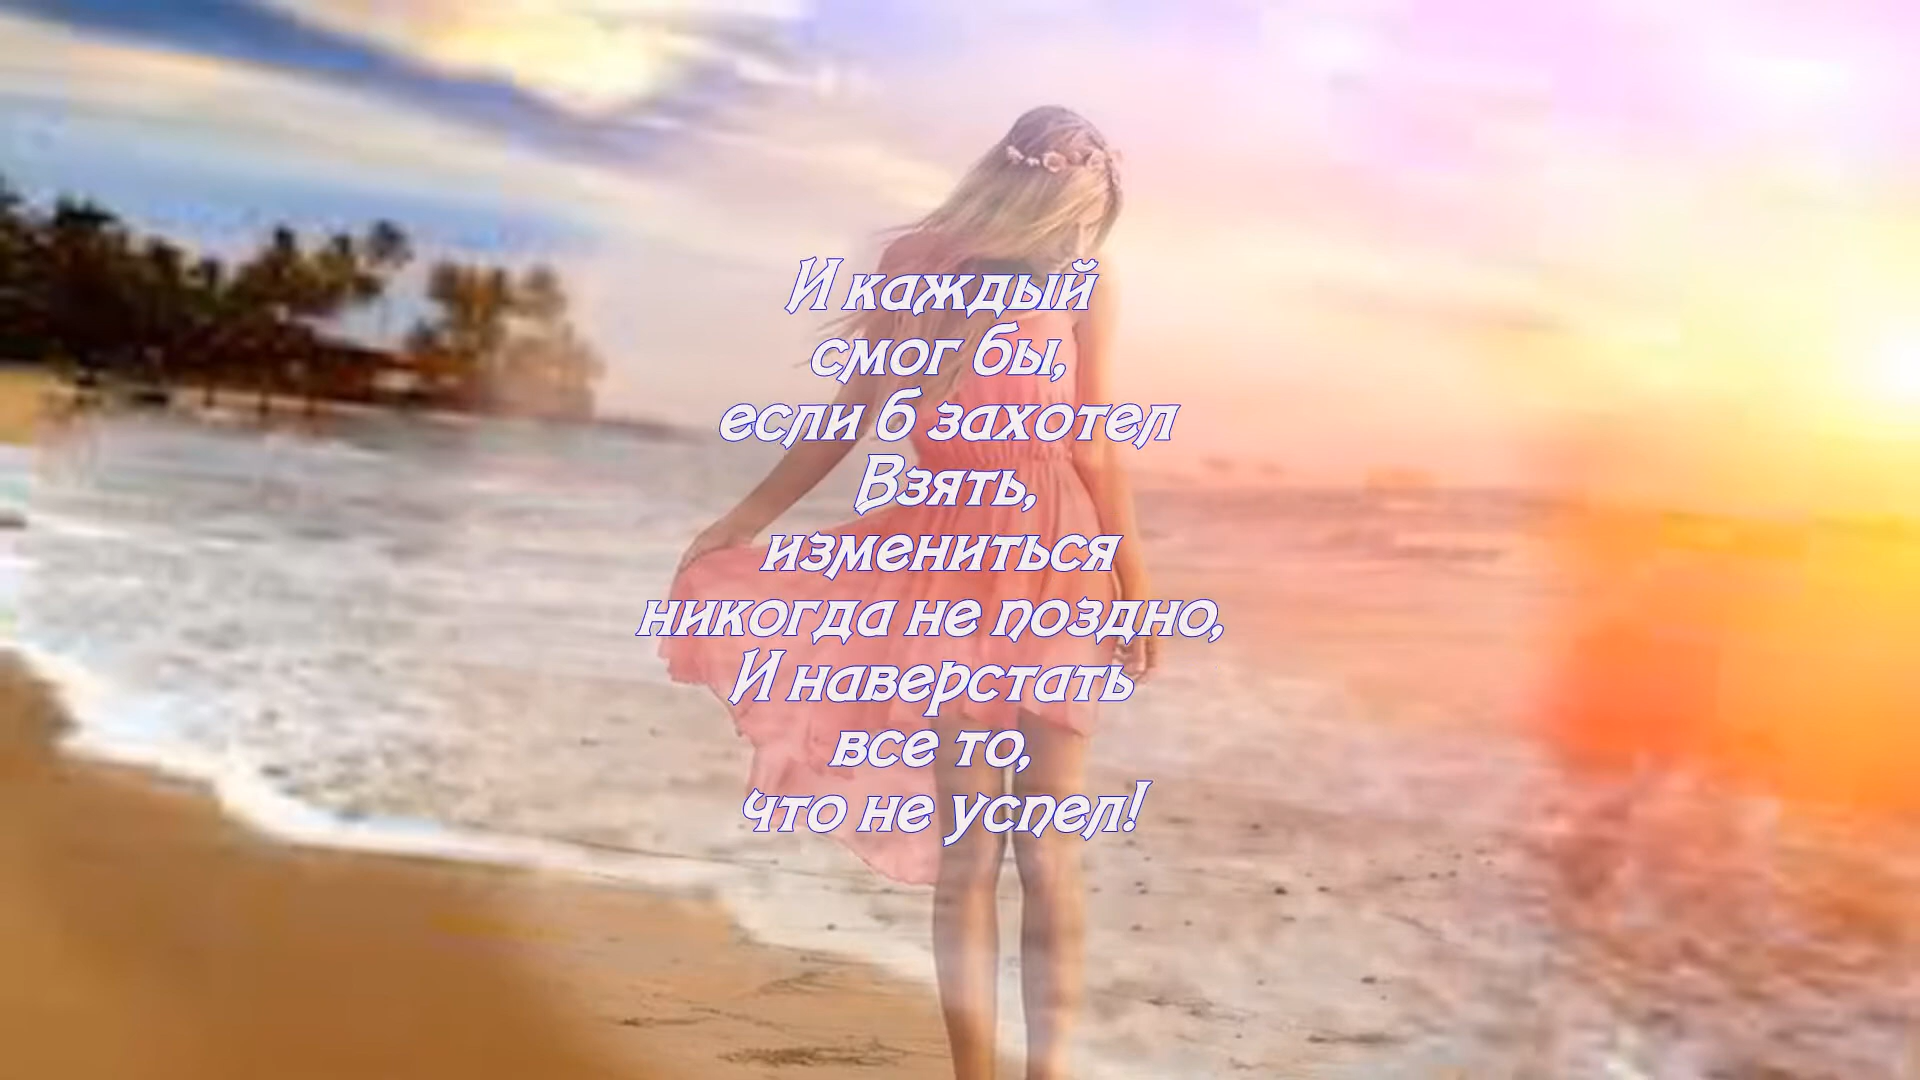 И каждый
смог бы,
если б захотел
Взять,
измениться
никогда не поздно,
И наверстать
все то,
что не успел!